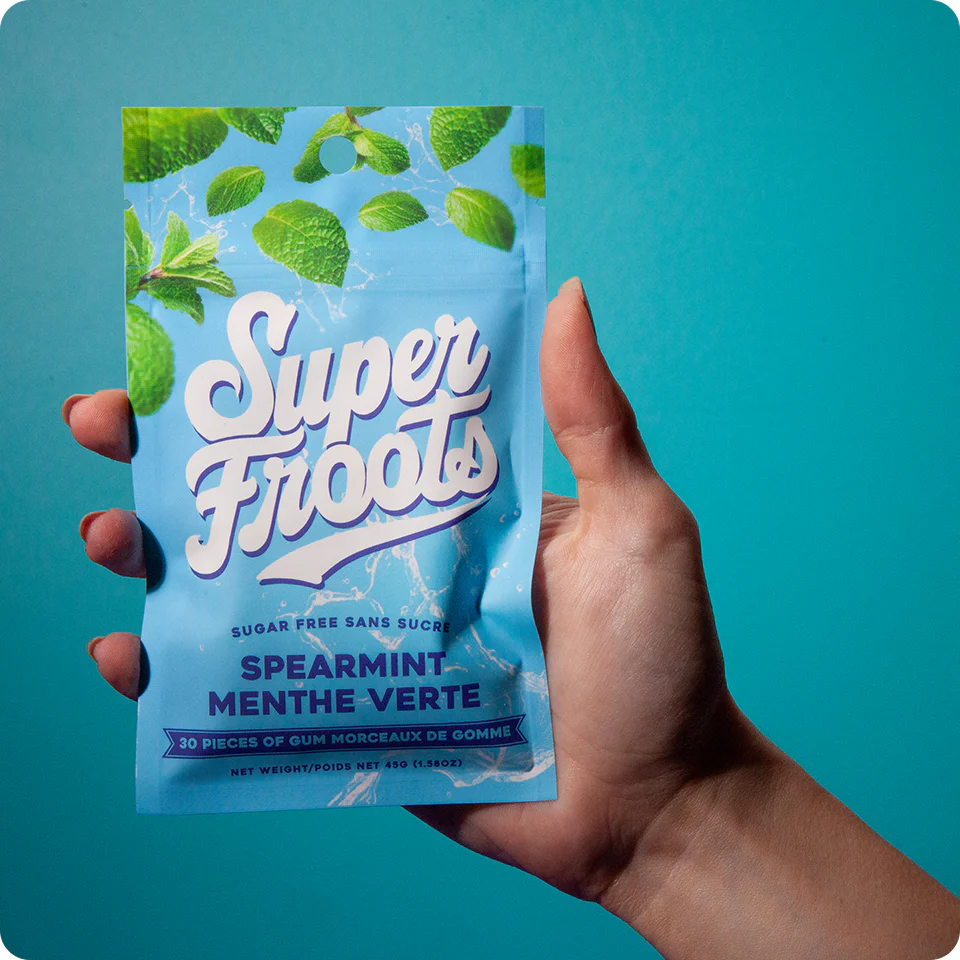 Super
Froots
SUGAR FREE SANS SUCRE
SPEARMINT
MENTHE VERTE
30 PIECES OF GUM MORCEAUX DE GOMME
NET WEIGHT/POIDS NET 45G (1.58OZ)